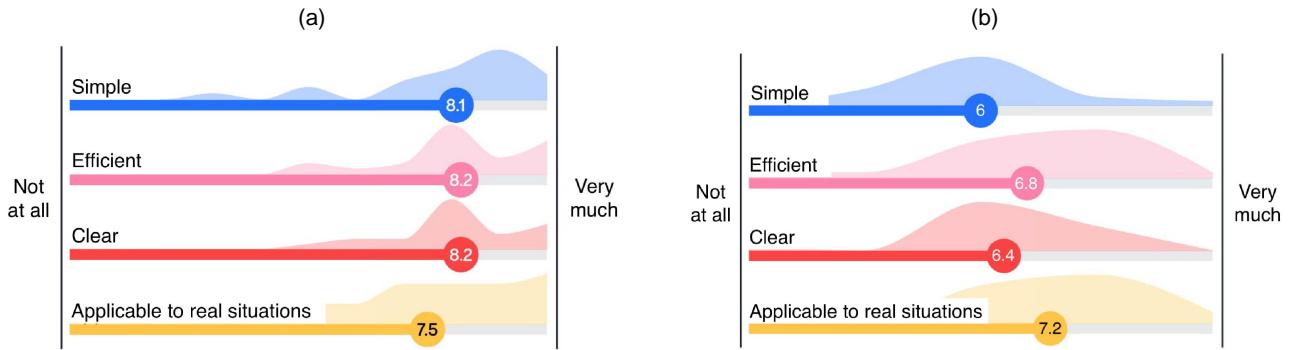 (a)
Not
at all
Simple
8.1
Efficient
8.2
Clear
8.2
Applicable to real situations
7.5
Very
much
(b)
Not
at all
Simple
6
Efficient
6.8
Clear
6.4
Applicable to real situations
7.2
Very
much